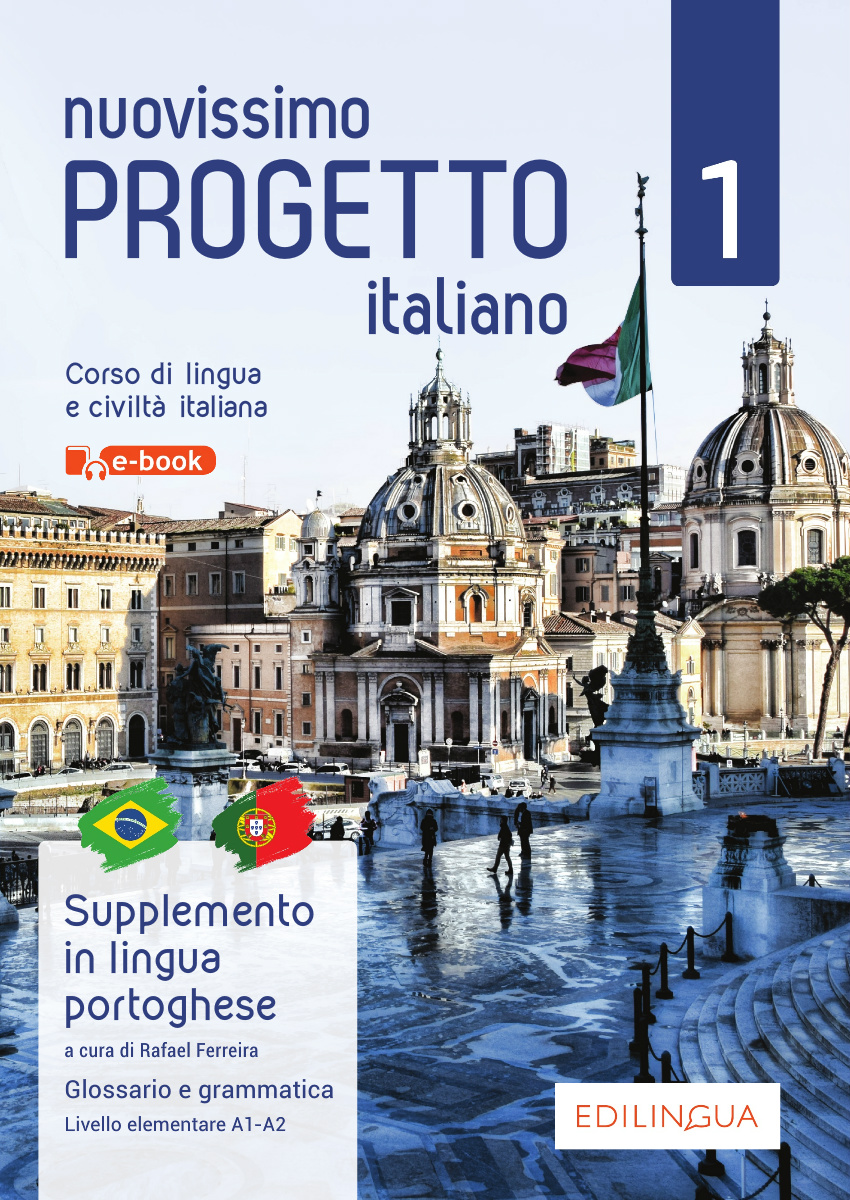 nuovissimo
PROGETTO
1
italiano
Corso di lingua
e civiltà italiana
e-book
Supplemento
in lingua
portoghese
a cura di Rafael Ferreira
Glossario e grammatica
Livello elementare A1-A2
EDILINGUA